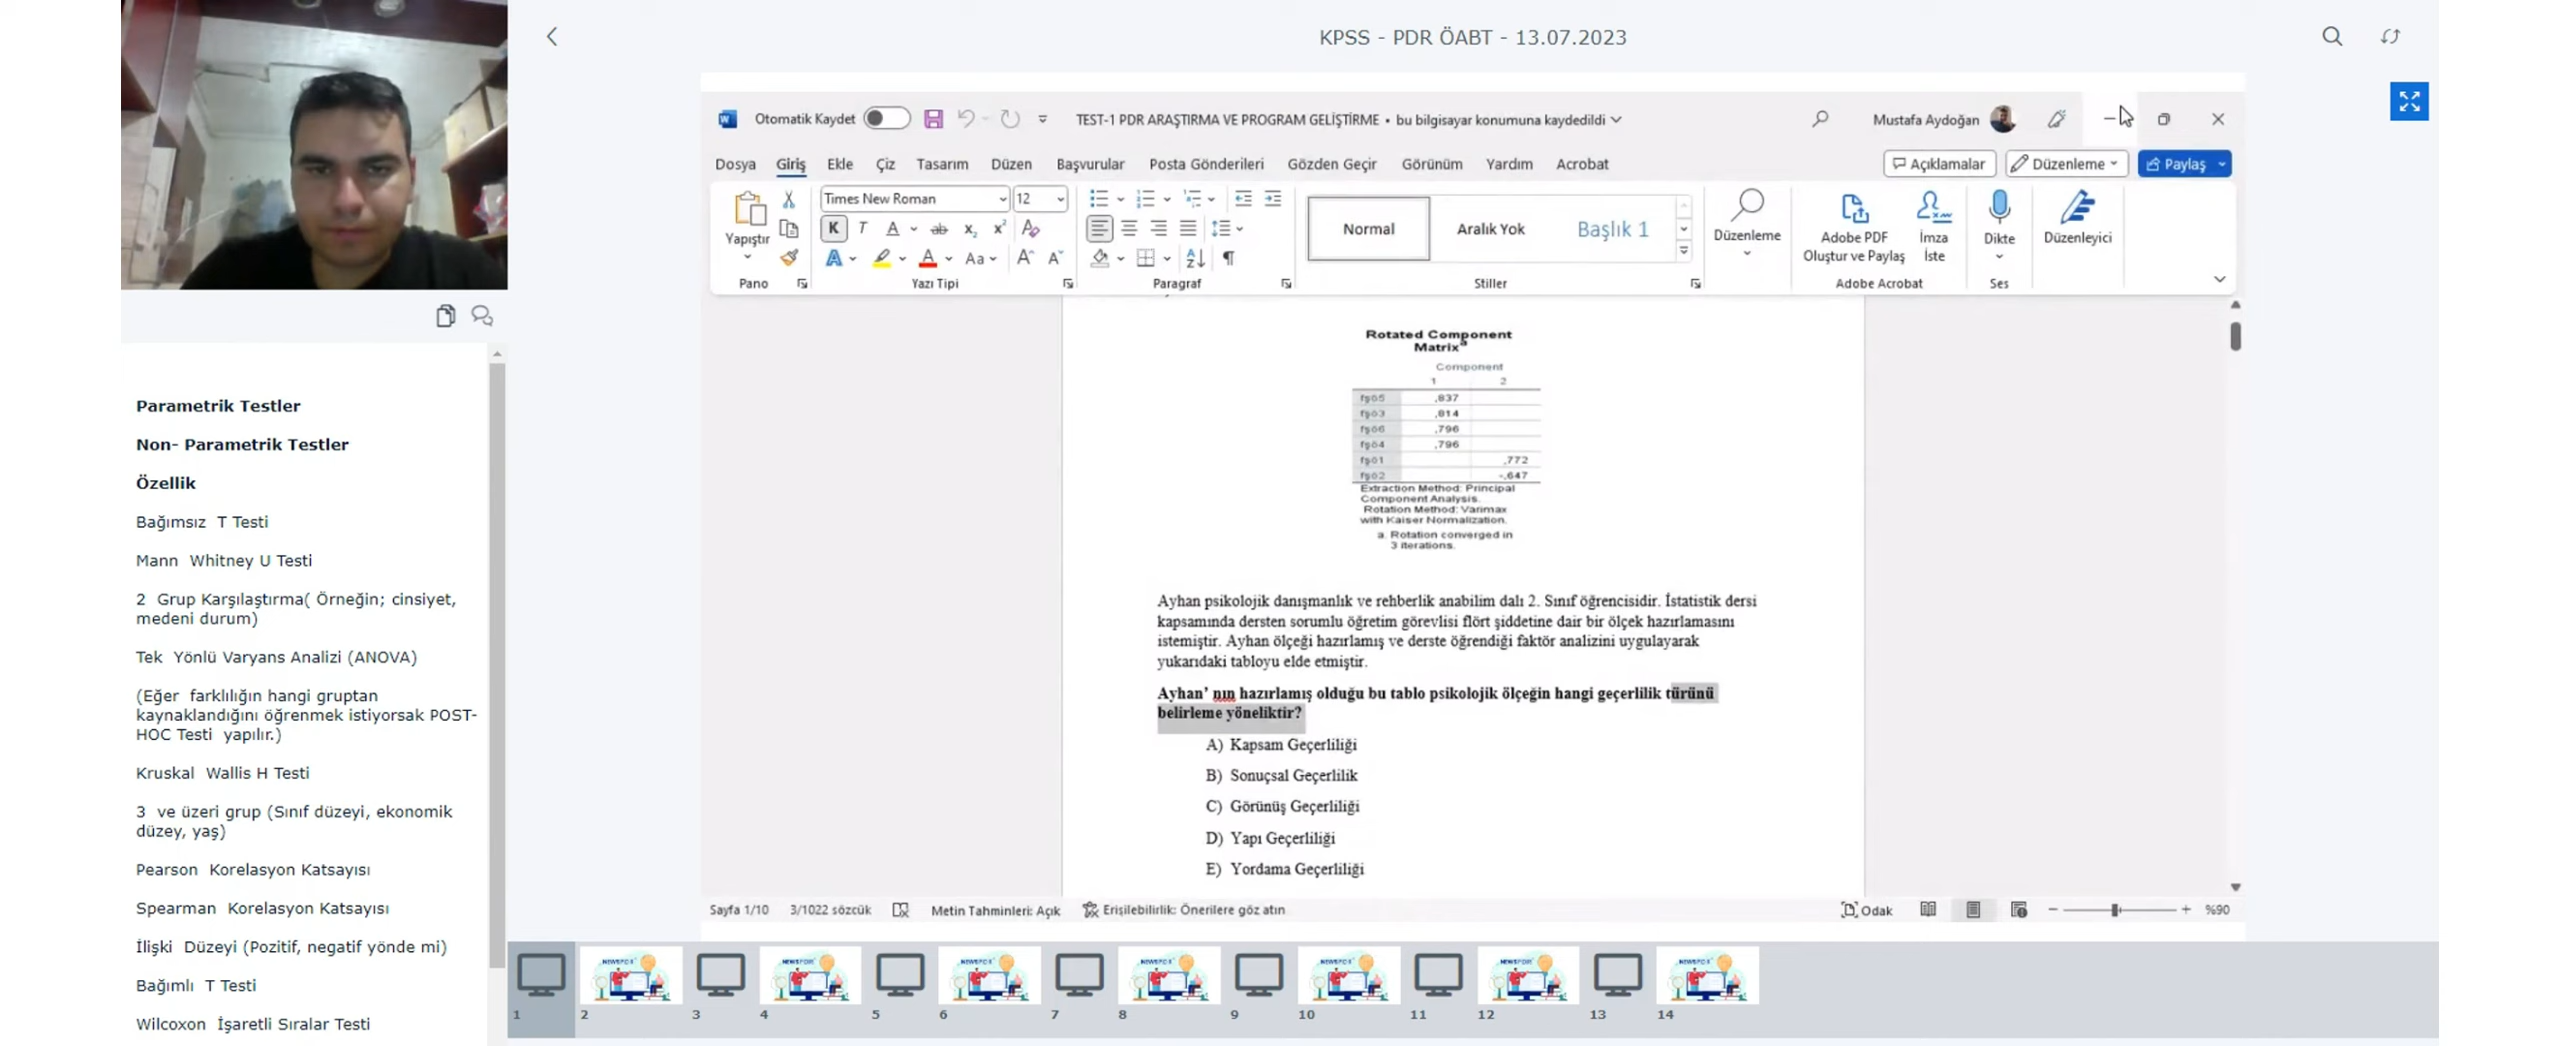 KPSS - PDR ÖABT - 13.07.2023
Parametrik Testler
Non- Parametrik Testler
Özellik
Bağımsız T Testi
Mann Whitney U Testi
2 Grup Karşılaştırma( Örneğin; cinsiyet,
medeni durum)
Tek Yönlü Varyans Analizi (ANOVA)
(Eğer farklılığın hangi gruptan
kaynaklandığını öğrenmek istiyorsak POST-
HOC Testi yapılır.)
Kruskal Wallis H Testi
3 ve üzeri grup (Sınıf düzeyi, ekonomik
düzey, yaş)
Pearson Korelasyon Katsayısı
Spearman Korelasyon Katsayısı
İlişki Düzeyi (Pozitif, negatif yönde mi)
Bağımlı T Testi
Wilcoxon İşaretli Sıralar Testi
Otomatik Kaydet
TEST-1 PDR ARAŞTIRMA VE PROGRAM GELİŞTİRME • bu bilgisayar konumuna kaydedildi
Mustafa Aydoğan
Dosya Giriş Ekle Çiz Tasarım Düzen Başvurular Posta Gönderileri Gözden Geçir Görünüm Yardım Acrobat
Açıklamalar Düzenleme Paylaş
Times New Roman 12
Yapıştır
K T A ab x₂ x²
A A Aa A A
Normal Aralık Yok Başlık 1
Düzenleme
Adobe PDF
Oluştur ve Paylaş
İmza
İste
Dikte
Düzenleyici
Pano Yazı Tipi Paragraf Stiller Adobe Acrobat Ses
Rotated Component
Matrixª
Component
1 2
fşö5 ,837
fşö3 ,814
fşö6 ,796
fşö4 ,796
fşö1 ,772
fşö2 -,647
Extraction Method: Principal
Component Analysis.
Rotation Method: Varimax
with Kaiser Normalization.
a. Rotation converged in
3 iterations.
Ayhan psikolojik danışmanlık ve rehberlik anabilim dalı 2. Sınıf öğrencisidir. İstatistik dersi
kapsamında dersten sorumlu öğretim görevlisi flört şiddetine dair bir ölçek hazırlamasını
istemiştir. Ayhan ölçeği hazırlamış ve derste öğrendiği faktör analizini uygulayarak
yukarıdaki tabloyu elde etmiştir.
Ayhan' nın hazırlamış olduğu bu tablo psikolojik ölçeğin hangi geçerlilik türünü
belirleme yöneliktir?
A) Kapsam Geçerliliği
B) Sonuçsal Geçerlilik
C) Görünüş Geçerliliği
D) Yapı Geçerliliği
E) Yordama Geçerliliği
Sayfa 1/10 3/1022 sözcük Metin Tahminleri: Açık Erişilebilirlik: Önerilere göz atın
Odak %90
1 2 3 4 5 6 7 8 9 10 11 12 13 14